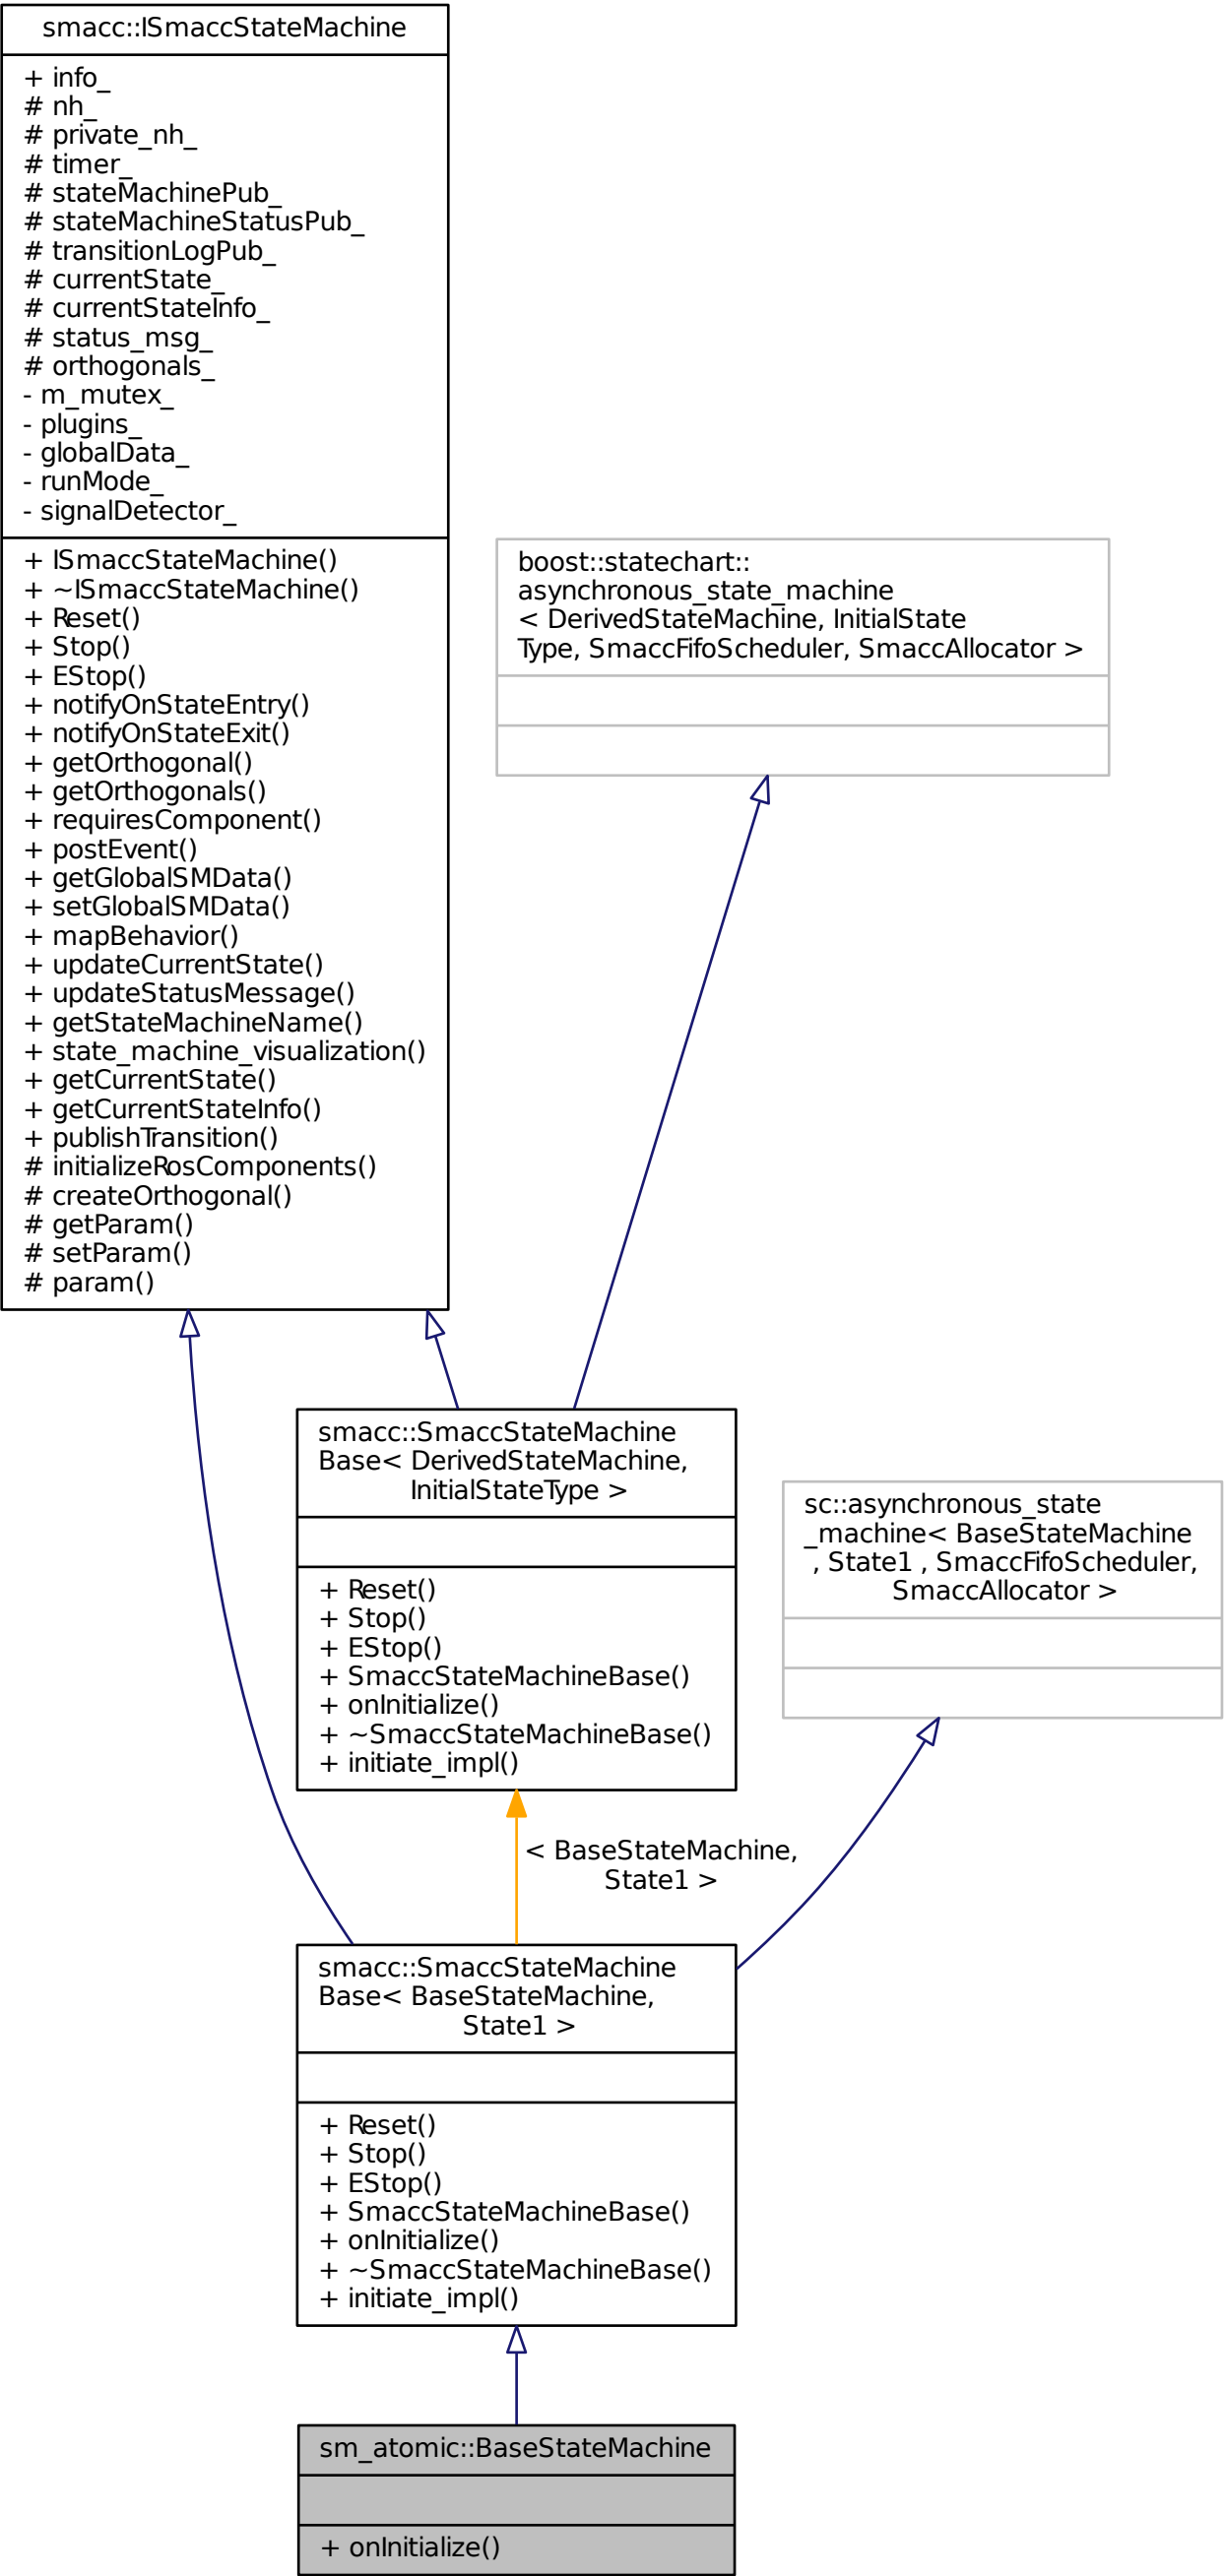 smacc::ISmaccStateMachine
+ info_
# nh_
# private_nh_
# timer_
# stateMachinePub_
# stateMachineStatusPub_
# transitionLogPub_
# currentState_
# currentStateInfo_
# status_msg_
# orthogonals_
- m_mutex_
- plugins_
- globalData_
- runMode_
- signalDetector_
+ ISmaccStateMachine()
+ ~ISmaccStateMachine()
+ Reset()
+ Stop()
+ EStop()
+ notifyOnStateEntry()
+ notifyOnStateExit()
+ getOrthogonal()
+ getOrthogonals()
+ requiresComponent()
+ postEvent()
+ getGlobalSMData()
+ setGlobalSMData()
+ mapBehavior()
+ updateCurrentState()
+ updateStatusMessage()
+ getStateMachineName()
+ state_machine_visualization()
+ getCurrentState()
+ getCurrentStateInfo()
+ publishTransition()
# initializeRosComponents()
# createOrthogonal()
# getParam()
# setParam()
# param()
boost::statechart::
asynchronous_state_machine
< DerivedStateMachine, InitialState
Type, SmaccFifoScheduler, SmaccAllocator >
smacc::SmaccStateMachine
Base< DerivedStateMachine,
InitialStateType >
+ Reset()
+ Stop()
+ EStop()
+ SmaccStateMachineBase()
+ onInitialize()
+ ~SmaccStateMachineBase()
+ initiate_impl()
sc::asynchronous_state
_machine< BaseStateMachine
, State1 , SmaccFifoScheduler,
SmaccAllocator >
< BaseStateMachine,
State1 >
smacc::SmaccStateMachine
Base< BaseStateMachine,
State1 >
+ Reset()
+ Stop()
+ EStop()
+ SmaccStateMachineBase()
+ onInitialize()
+ ~SmaccStateMachineBase()
+ initiate_impl()
sm_atomic::BaseStateMachine
+ onInitialize()